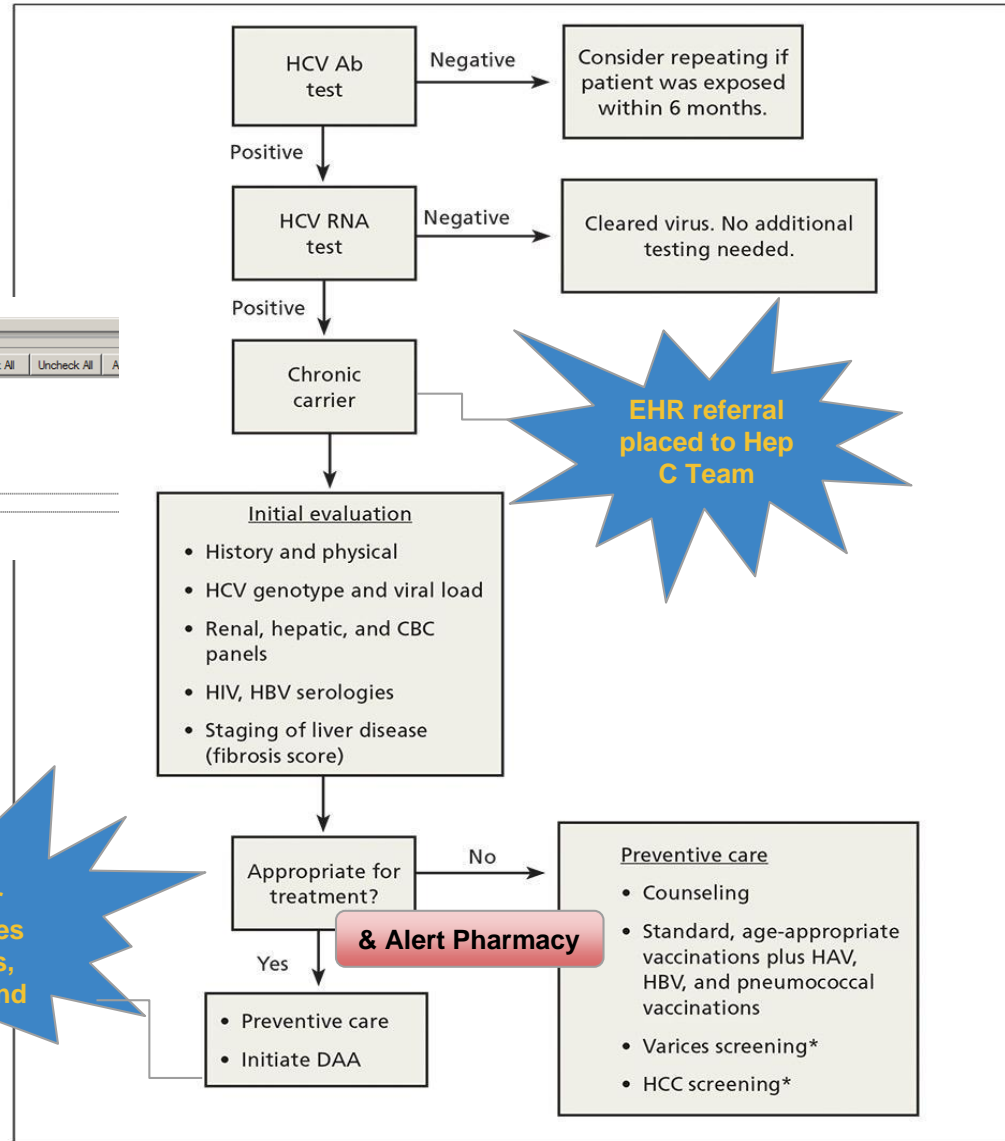 HCV Ab
test
Negative
Consider repeating if
patient was exposed
within 6 months.
Positive
HCV RNA
test
Negative
Cleared virus. No additional
testing needed.
Positive
All
Uncheck All
A
Chronic
carrier
EHR referral
placed to Hep
C Team
Initial evaluation
• History and physical
• HCV genotype and viral load
• Renal, hepatic, and CBC
panels
• HIV, HBV serologies
• Staging of liver disease
(fibrosis score)
Appropriate for
treatment?
No
& Alert Pharmacy
Yes
• Preventive care
• Initiate DAA
Preventive care
• Counseling
• Standard, age-appropriate
vaccinations plus HAV,
HBV, and pneumococcal
vaccinations
• Varices screening*
• HCC screening*